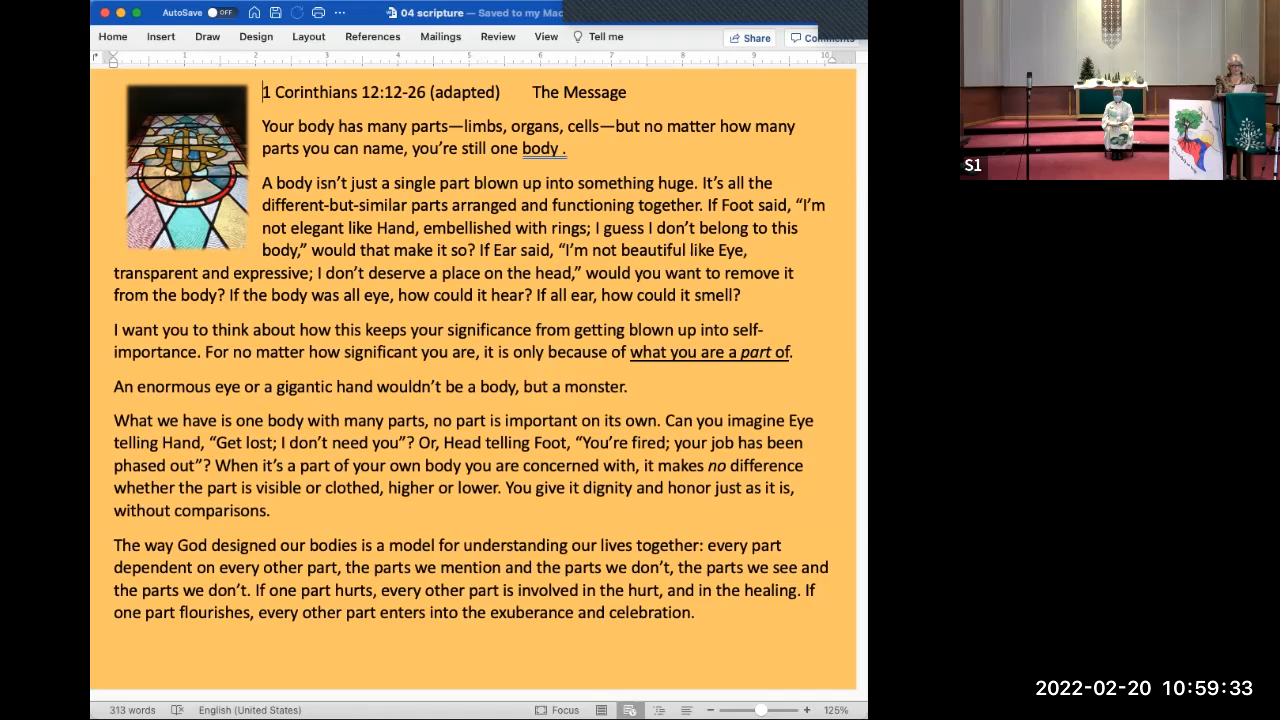 AutoSave OFF
04 scripture — Saved to my Mac
Home Insert Draw Design Layout References Mailings Review View Tell me
Share
1 2 3 4 5 6 7 8 9 10
1 Corinthians 12:12-26 (adapted) The Message
Your body has many parts—limbs, organs, cells—but no matter how many
parts you can name, you’re still one body .
A body isn’t just a single part blown up into something huge. It’s all the
different-but-similar parts arranged and functioning together. If Foot said, “I’m
not elegant like Hand, embellished with rings; I guess I don’t belong to this
body,” would that make it so? If Ear said, “I’m not beautiful like Eye,
transparent and expressive; I don’t deserve a place on the head,” would you want to remove it
from the body? If the body was all eye, how could it hear? If all ear, how could it smell?
I want you to think about how this keeps your significance from getting blown up into self-
importance. For no matter how significant you are, it is only because of what you are a part of.
An enormous eye or a gigantic hand wouldn’t be a body, but a monster.
What we have is one body with many parts, no part is important on its own. Can you imagine Eye
telling Hand, “Get lost; I don’t need you”? Or, Head telling Foot, “You’re fired; your job has been
phased out”? When it’s a part of your own body you are concerned with, it makes no difference
whether the part is visible or clothed, higher or lower. You give it dignity and honor just as it is,
without comparisons.
The way God designed our bodies is a model for understanding our lives together: every part
dependent on every other part, the parts we mention and the parts we don’t, the parts we see and
the parts we don’t. If one part hurts, every other part is involved in the hurt, and in the healing. If
one part flourishes, every other part enters into the exuberance and celebration.
313 words English (United States) Focus 125%
S1
2022-02-20 10:59:33